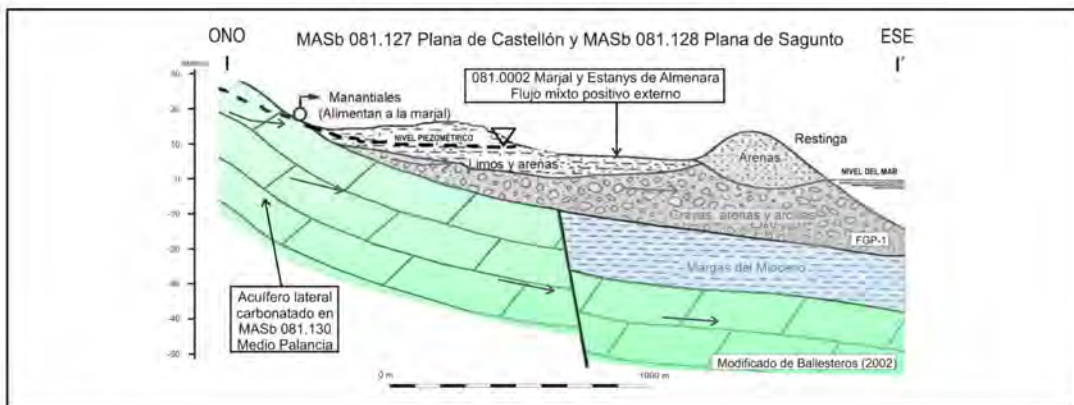 ONO
MASb 081.127 Plana de Castellón y MASb 081.128 Plana de Sagunto
ESE
I
I´
081.0002 Marjal y Estanys de Almenara
Flujo mixto positivo externo
Manantiales
(Alimentan a la marjal)
NIVEL PIEZOMÉTRICO
Limos y arenas
Arenas
Restinga
NIVEL DEL MAR
Gravas, arenas y arcillas
FGP-1
Margas del Mioceno
Acuífero lateral
carbonatado en
MASb 081.130
Medio Palancia
Modificado de Ballesteros (2002)
20
10
-20
-30
-40
-50
0 m
1000 m